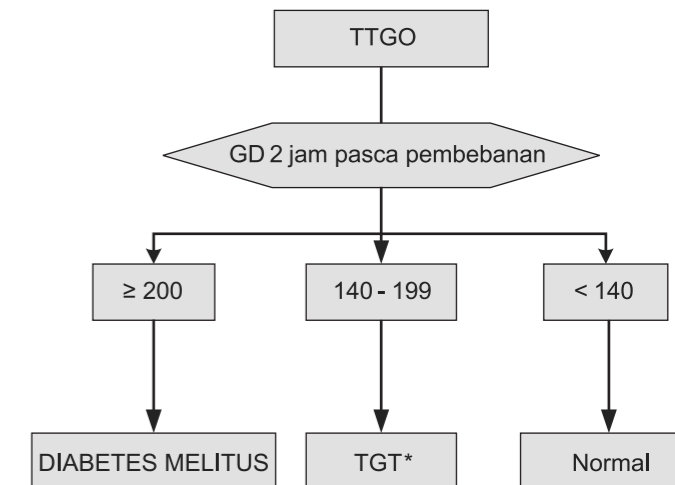 TTGO
GD 2 jam pasca pembebanan
≥ 200
140 - 199
< 140
DIABETES MELITUS
TGT*
Normal